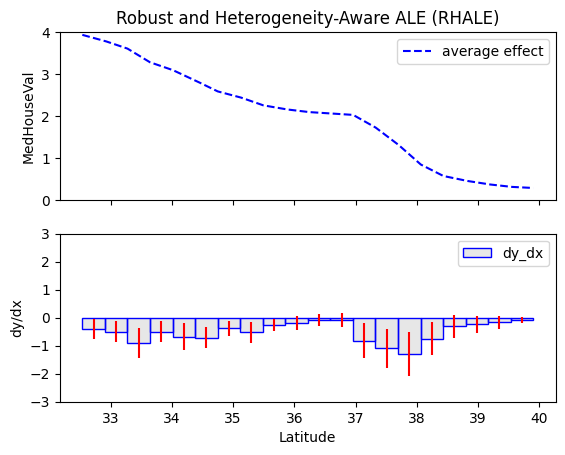 Robust and Heterogeneity-Aware ALE (RHALE)
4
3
2
1
0
MedHouseVal
average effect
3
2
1
0
−1
−2
−3
dy/dx
dy_dx
33 34 35 36 37 38 39 40
Latitude